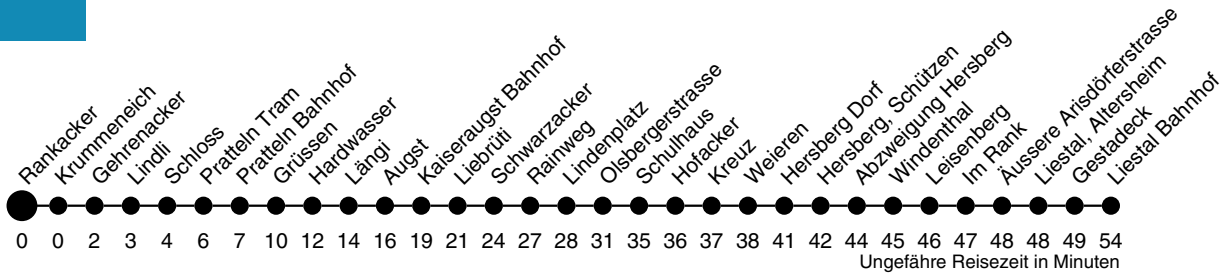 Rankacker
Krummeneich
Gehrenacker
Lindli
Schloss
Pratteln Tram
Pratteln Bahnhof
Grüssen
Hardwasser
Längi
Augst
Kaiseraugst Bahnhof
Liebrüti
Schwarzacker
Rainweg
Lindenplatz
Olsbergerstrasse
Schulhaus
Hofacker
Kreuz
Weieren
Hersberg Dorf
Hersberg, Schützen
Abzweigung Hersberg
Windenthal
Leisenberg
Im Rank
Äussere Arisdörferstrasse
Liestal, Altersheim
Gestadeck
Liestal Bahnhof
0 0 2 3 4 6 7 10 12 14 16 19 21 24 27 28 31 35 36 37 38 41 42 44 45 46 47 48 48 49 54
Ungefähre Reisezeit in Minuten